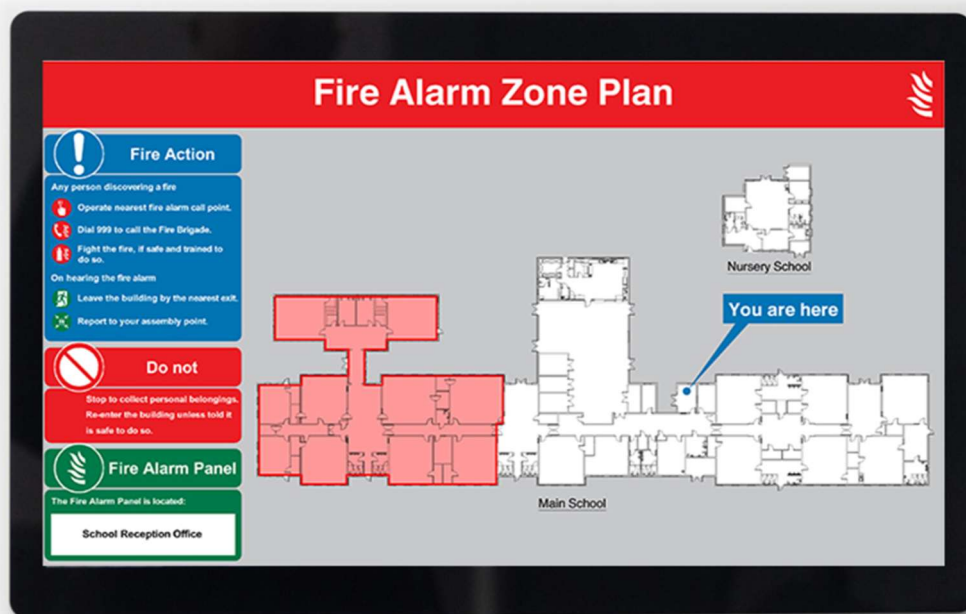 Fire Alarm Zone Plan
Fire Action
Any person discovering a fire
Operate nearest fire alarm call point.
Dial 999 to call the Fire Brigade.
Fight the fire, if safe and trained to
do so.
On hearing the fire alarm
Leave the building by the nearest exit.
Report to your assembly point.
Do not
Stop to collect personal belongings.
Re-enter the building unless told it
is safe to do so.
Fire Alarm Panel
The Fire Alarm Panel is located:
School Reception Office
Nursery School
You are here
Main School